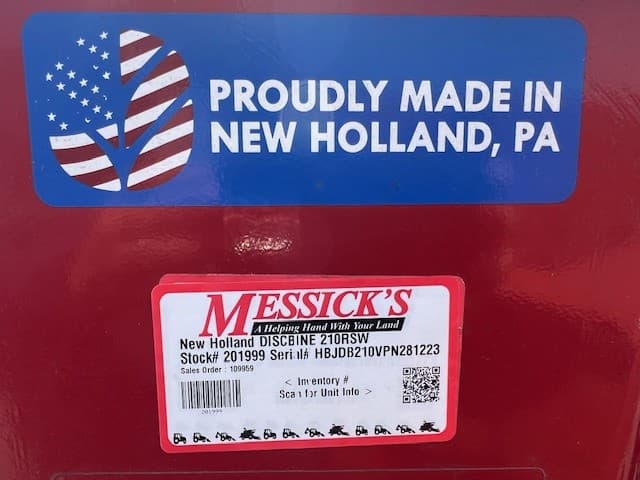 PROUDLY MADE IN
NEW HOLLAND, PA
MESSICK'S
A Helping Hand With Your Land
New Holland DISCBINE 210RSW
Stock# 201999 Serial# HBJDB210VPN281223
Sales Order : 109959
< Inventory #
Scan for Unit Info >
201999